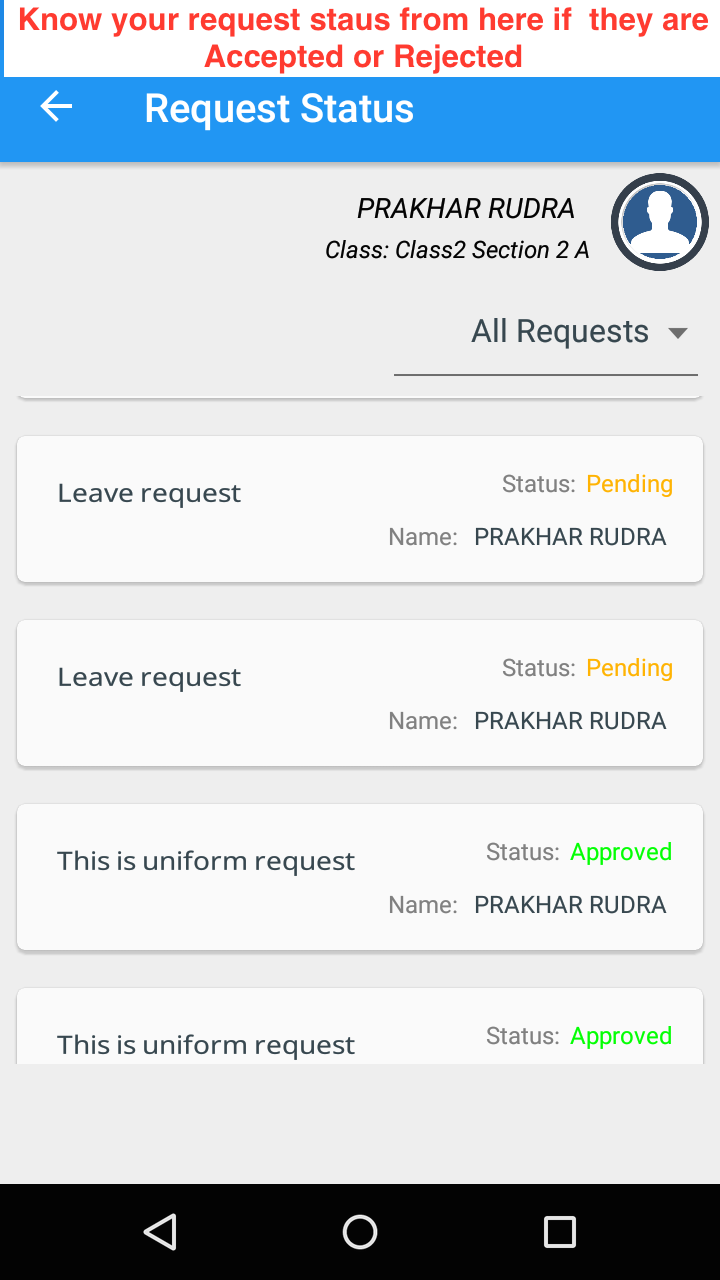 Know your request staus from here if they are
Accepted or Rejected
Request Status
PRAKHAR RUDRA
Class: Class2 Section 2 A
All Requests
Leave request
Status: Pending
Name: PRAKHAR RUDRA
Leave request
Status: Pending
Name: PRAKHAR RUDRA
This is uniform request
Status: Approved
Name: PRAKHAR RUDRA
This is uniform request
Status: Approved